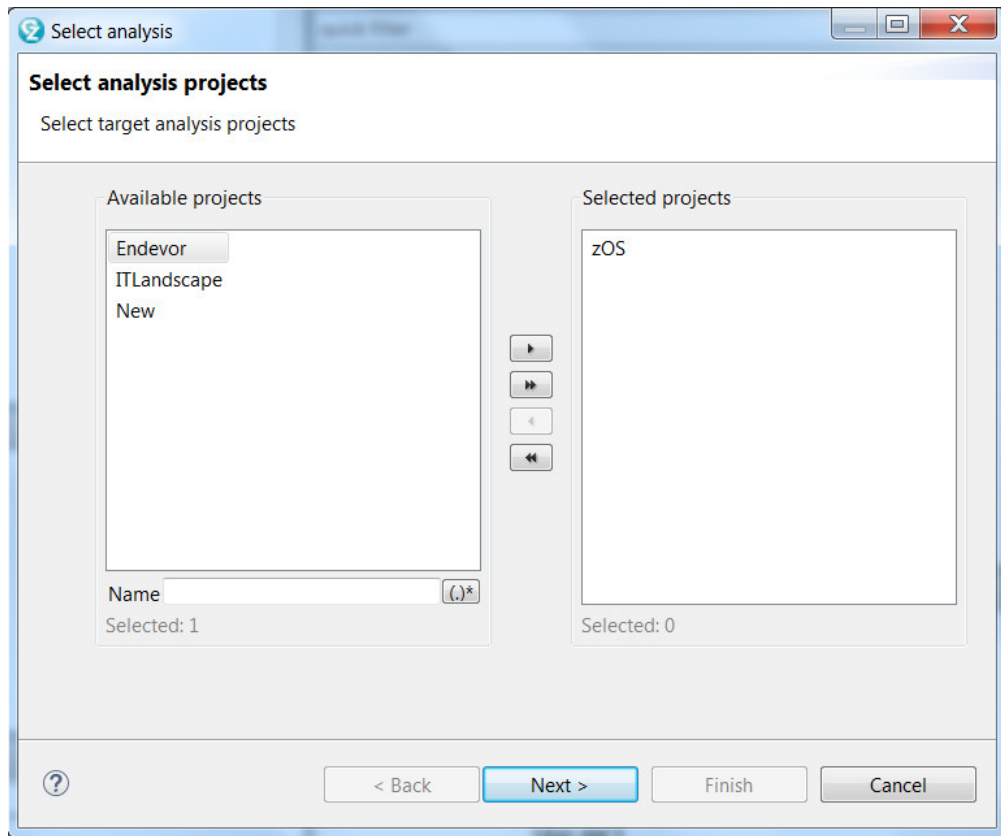 Select analysis
Select analysis projects
Select target analysis projects
Available projects
Endevor
ITLandscape
New
Name
(.)*
Selected: 1
Selected projects
zOS
Selected: 0
< Back
Next >
Finish
Cancel